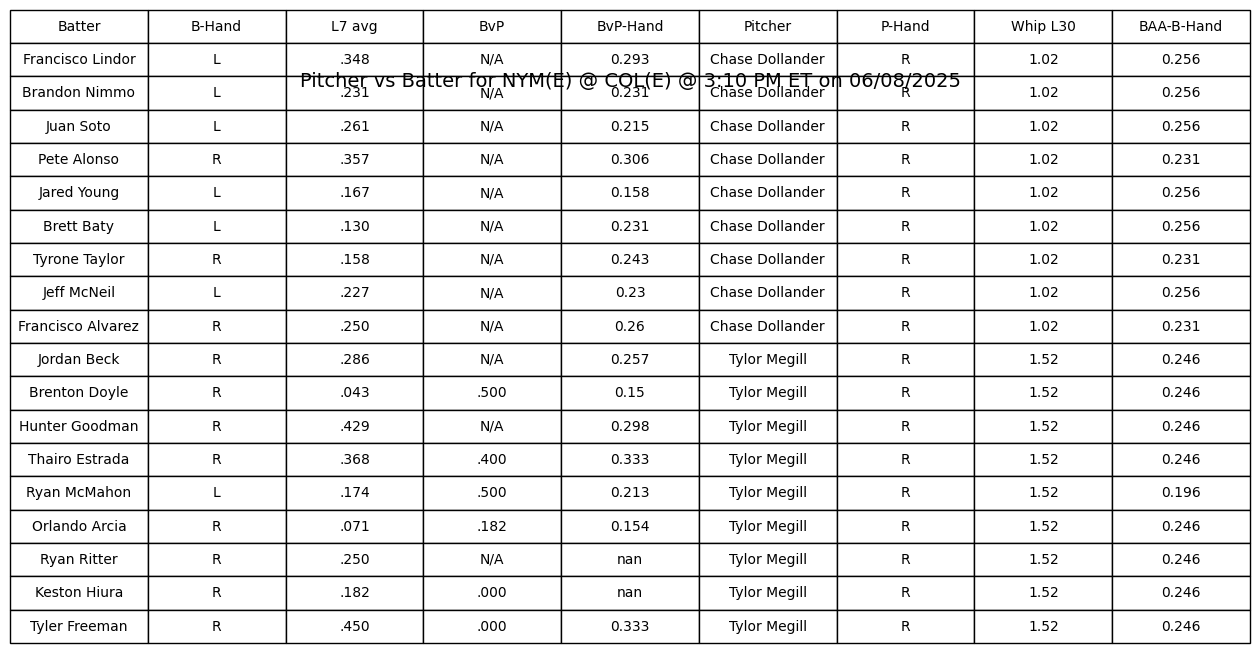 Batter B-Hand L7 avg BvP BvP-Hand Pitcher P-Hand Whip L30 BAA-B-Hand
Francisco Lindor L .348 N/A 0.293 Chase Dollander R 1.02 0.256
Pitcher vs Batter for NYM(E) @ COL(E) @ 3:10 PM ET on 06/08/2025
Brandon Nimmo L .231 N/A 0.231 Chase Dollander R 1.02 0.256
Juan Soto L .261 N/A 0.215 Chase Dollander R 1.02 0.256
Pete Alonso R .357 N/A 0.306 Chase Dollander R 1.02 0.231
Jared Young L .167 N/A 0.158 Chase Dollander R 1.02 0.256
Brett Baty L .130 N/A 0.231 Chase Dollander R 1.02 0.256
Tyrone Taylor R .158 N/A 0.243 Chase Dollander R 1.02 0.231
Jeff McNeil L .227 N/A 0.23 Chase Dollander R 1.02 0.256
Francisco Alvarez R .250 N/A 0.26 Chase Dollander R 1.02 0.231
Jordan Beck R .286 N/A 0.257 Tylor Megill R 1.52 0.246
Brenton Doyle R .043 .500 0.15 Tylor Megill R 1.52 0.246
Hunter Goodman R .429 N/A 0.298 Tylor Megill R 1.52 0.246
Thairo Estrada R .368 .400 0.333 Tylor Megill R 1.52 0.246
Ryan McMahon L .174 .500 0.213 Tylor Megill R 1.52 0.196
Orlando Arcia R .071 .182 0.154 Tylor Megill R 1.52 0.246
Ryan Ritter R .250 N/A nan Tylor Megill R 1.52 0.246
Keston Hiura R .182 .000 nan Tylor Megill R 1.52 0.246
Tyler Freeman R .450 .000 0.333 Tylor Megill R 1.52 0.246